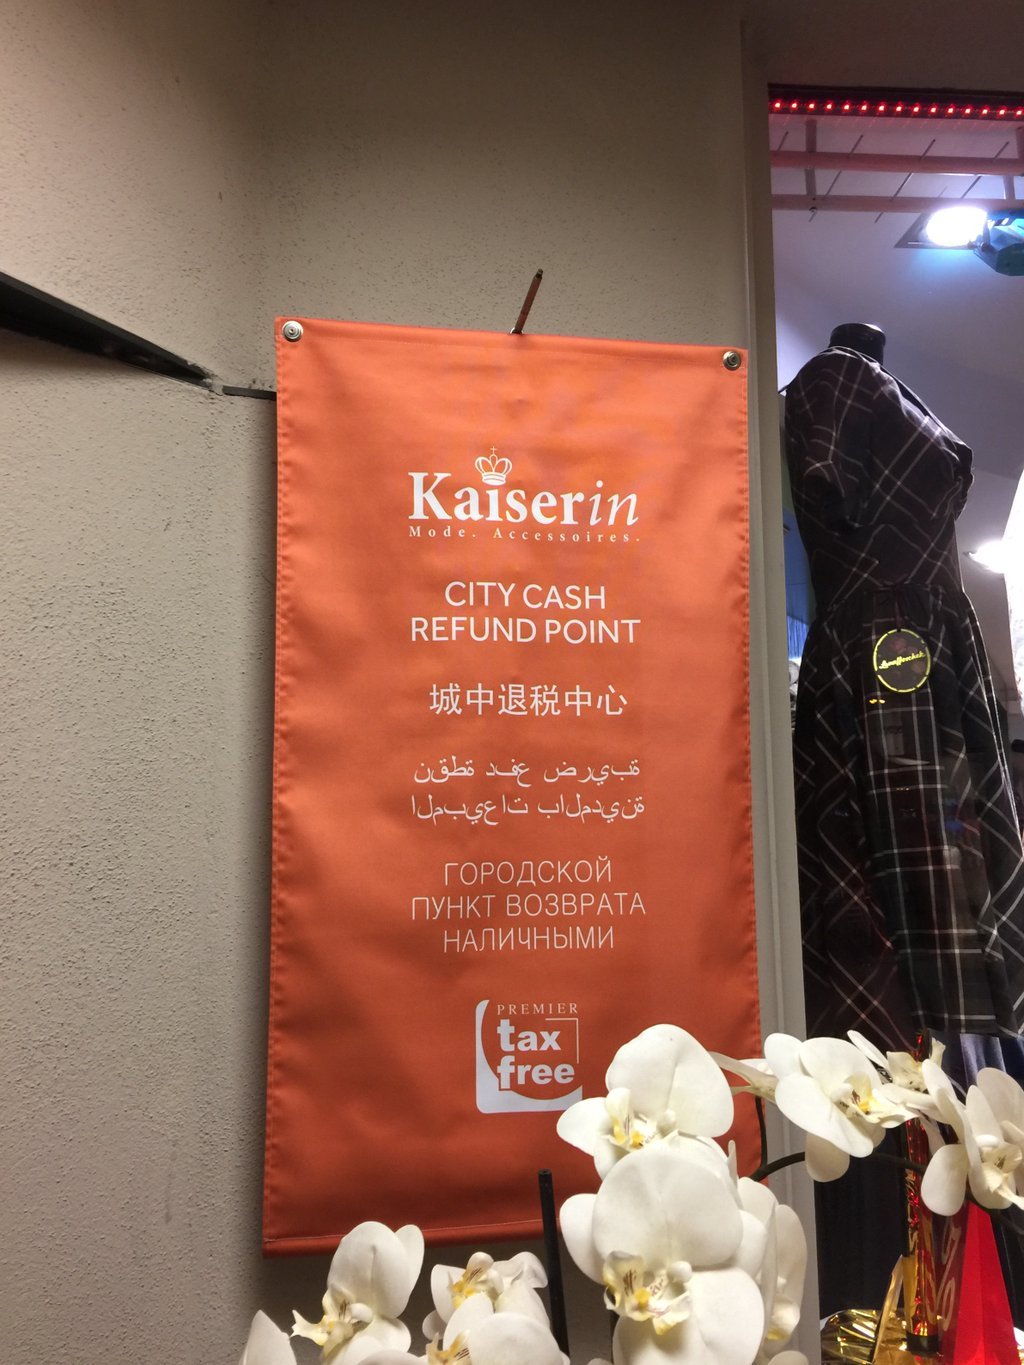 Kaiserin
Mode. Accessoires.
CITY CASH
REFUND POINT
城中退税中心
نقطة دفع ضريبة
المبيعات بالمدينة
ГОРОДСКОЙ
ПУНКТ ВОЗВРАТА
НАЛИЧНЫМИ
PREMIER
tax
free